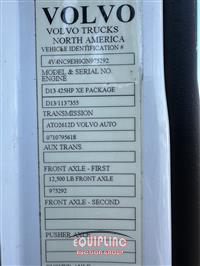 VOLVO
VOLVO TRUCKS
NORTH AMERICA
VEHICLE IDENTIFICATION #
4V4NC9EH6GN975292
MODEL & SERIAL NO.
ENGINE
D13 425HP XE PACKAGE
D13/1137355
TRANSMISSION
ATO2612D VOLVO AUTO
0710795618
AUX TRANS.
FRONT AXLE - FIRST
12,500 LB FRONT AXLE
975292
FRONT AXLE - SECOND
PUSHER AXLE
EQUIPLINC
AUCTION GROUP